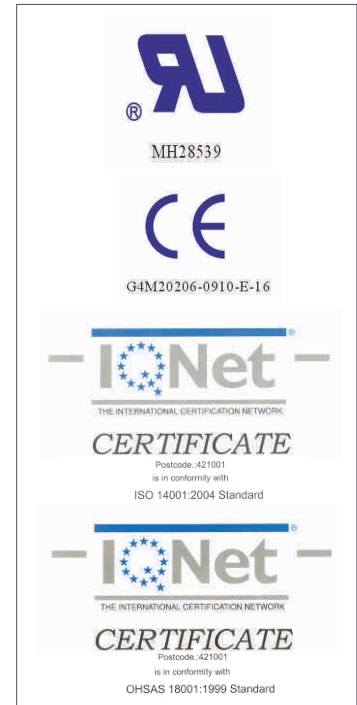 RU
®
MH28539
CE
G4M20206-0910-E-16
®
IQNet
THE INTERNATIONAL CERTIFICATION NETWORK
CERTIFICATE
Postcode.:421001
is in conformity with
ISO 14001:2004 Standard
®
IQNet
THE INTERNATIONAL CERTIFICATION NETWORK
CERTIFICATE
Postcode.:421001
is in conformity with
OHSAS 18001:1999 Standard